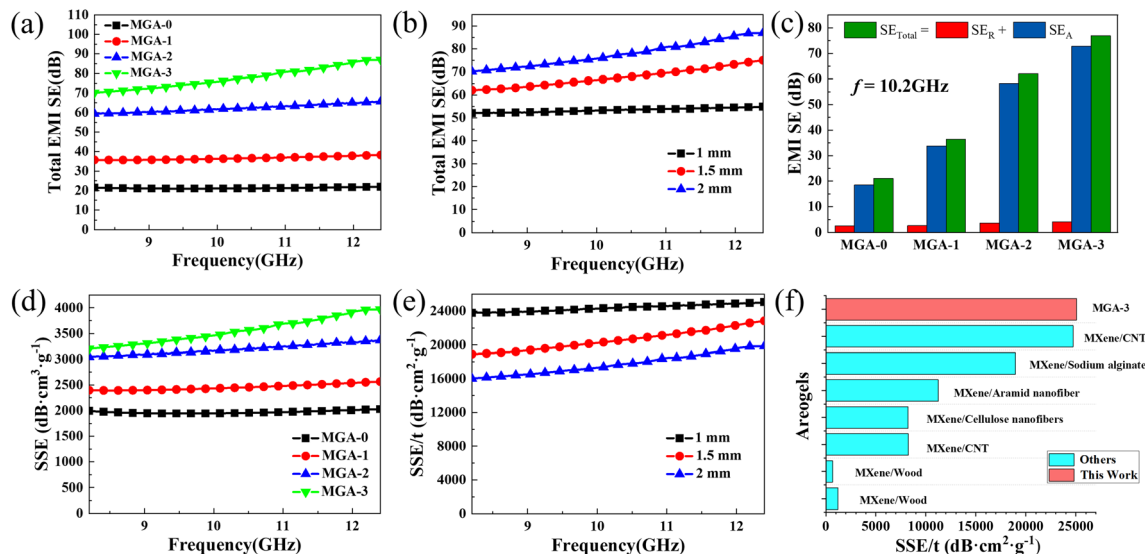 (a)
Total EMI SE(dB)
110
100
90
80
70
60
50
40
30
20
10
0
MGA-0
MGA-1
MGA-2
MGA-3
9
10
11
12
Frequency(GHz)
(b)
Total EMI SE(dB)
90
80
70
60
50
40
30
20
10
0
1 mm
1.5 mm
2 mm
9
10
11
12
Frequency(GHz)
(c)
EMI SE (dB)
80
70
60
50
40
30
20
10
0
SE_Total = SE_R + SE_A
f = 10.2GHz
MGA-0 MGA-1 MGA-2 MGA-3
(d)
SSE (dB·cm³·g⁻¹)
4000
3500
3000
2500
2000
1500
1000
500
0
MGA-0
MGA-1
MGA-2
MGA-3
9
10
11
12
Frequency(GHz)
(e)
SSE/t (dB·cm²·g⁻¹)
24000
20000
16000
12000
8000
4000
0
1 mm
1.5 mm
2 mm
9
10
11
12
Frequency(GHz)
(f)
Areogels
MGA-3
MXene/CNT
MXene/Sodium alginate
MXene/Aramid nanofiber
MXene/Cellulose nanofibers
MXene/CNT
MXene/Wood
MXene/Wood
Others
This Work
0 5000 10000 15000 20000 25000
SSE/t (dB·cm²·g⁻¹)